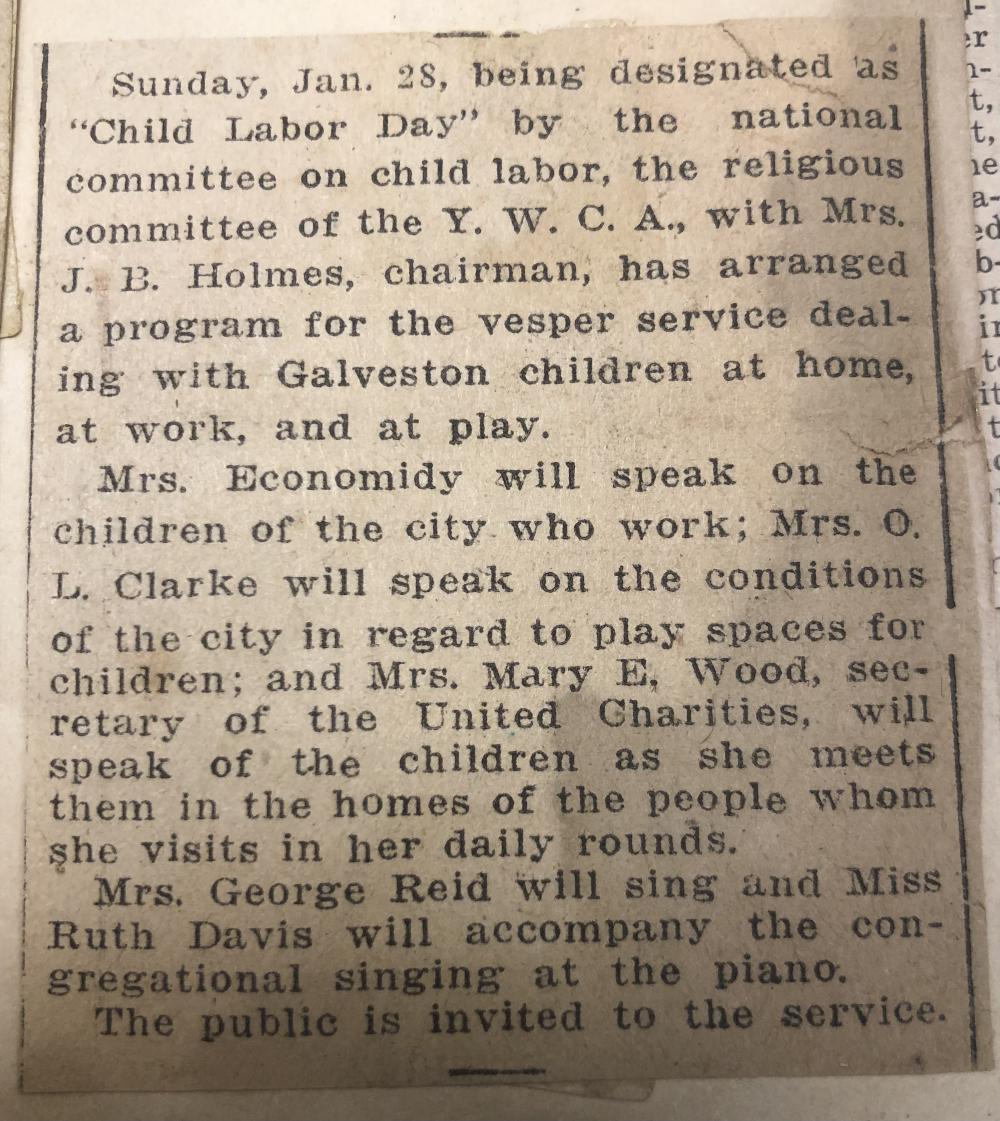 Sunday, Jan. 28, being designated as
"Child Labor Day" by the national
committee on child labor, the religious
committee of the Y. W. C. A., with Mrs.
J. B. Holmes, chairman, has arranged
a program for the vesper service deal-
ing with Galveston children at home,
at work, and at play.
Mrs. Economidy will speak on the
children of the city who work; Mrs. O.
L. Clarke will speak on the conditions
of the city in regard to play spaces for
children; and Mrs. Mary E. Wood, sec-
retary of the United Charities, will
speak of the children as she meets
them in the homes of the people whom
she visits in her daily rounds.
Mrs. George Reid will sing and Miss
Ruth Davis will accompany the con-
gregational singing at the piano.
The public is invited to the service.